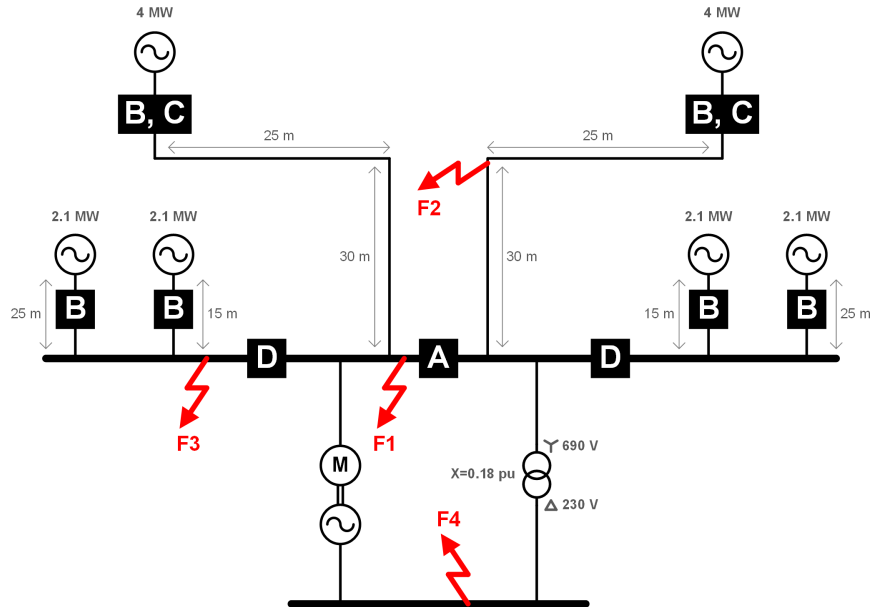 4 MW
4 MW
B, C
B, C
25 m
25 m
F2
2.1 MW
2.1 MW
2.1 MW
2.1 MW
30 m
30 m
B
B
B
B
25 m
15 m
15 m
25 m
D
A
D
F3
F1
690 V
M
X=0.18 pu
230 V
F4